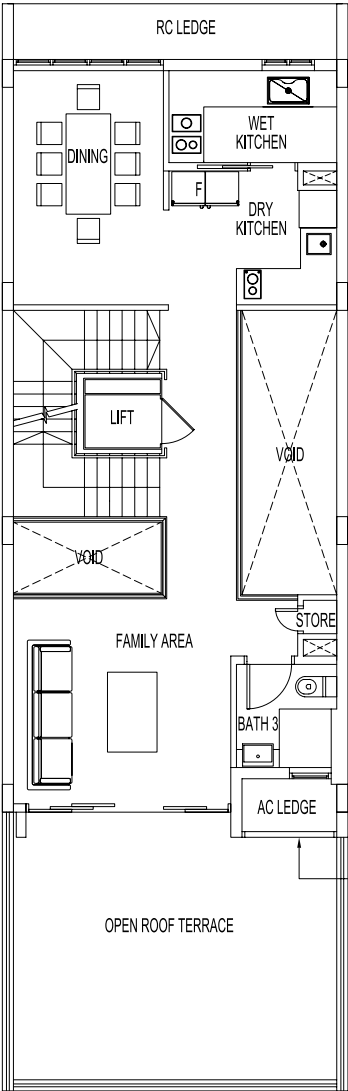 RC LEDGE
WET
KITCHEN
DINING
F
DRY
KITCHEN
LIFT
VOID
VOID
STORE
FAMILY AREA
BATH 3
AC LEDGE
OPEN ROOF TERRACE